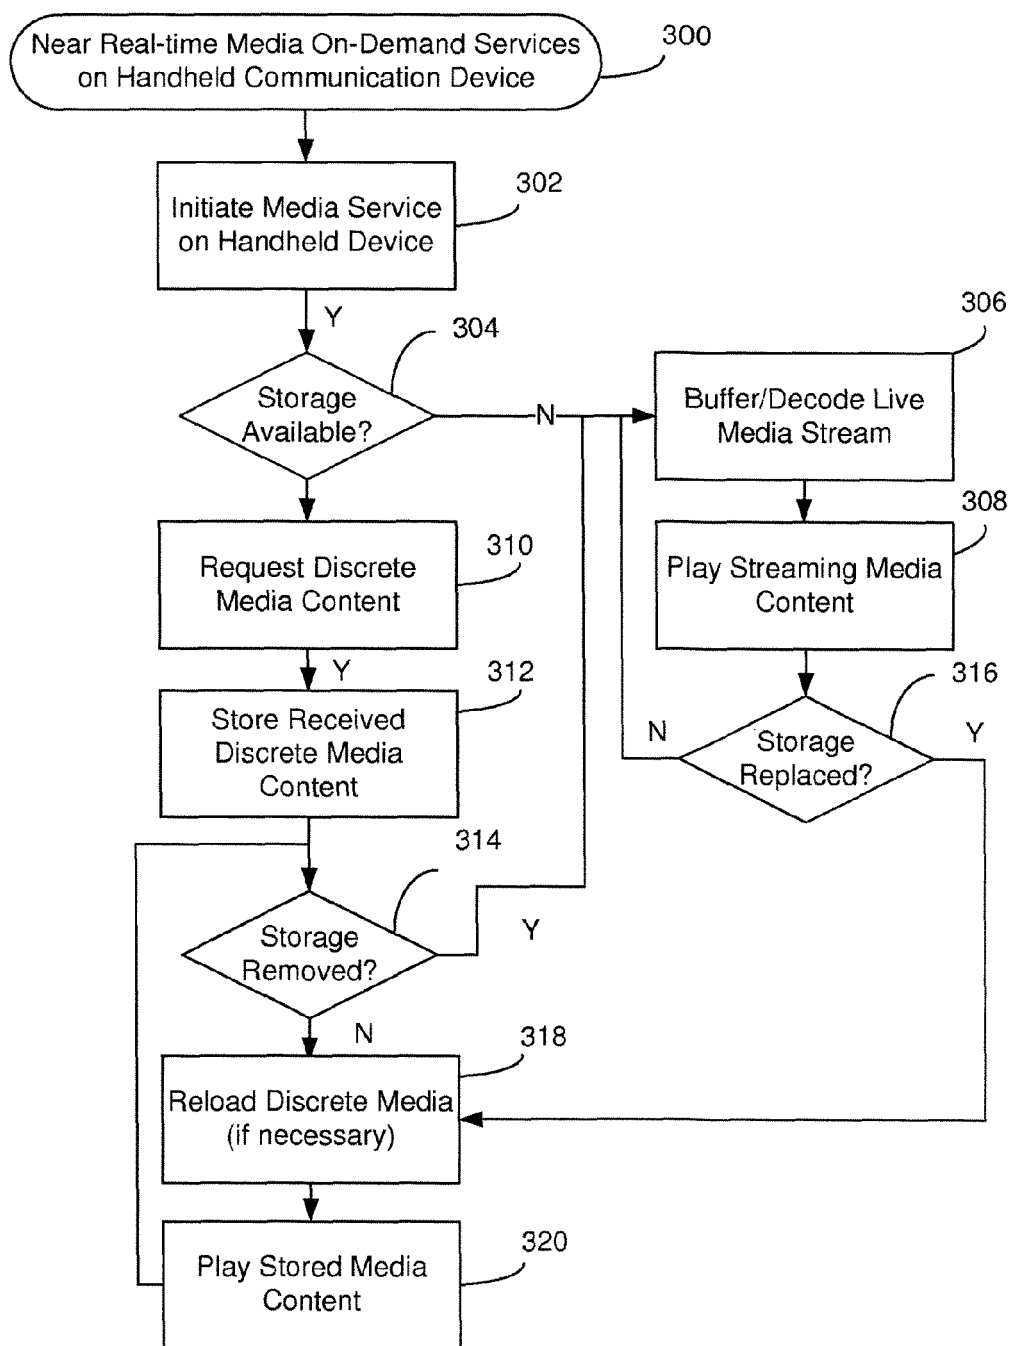 Near Real-time Media On-Demand Services
on Handheld Communication Device
300
Initiate Media Service
on Handheld Device
302
Y
Storage
Available?
304
N
Buffer/Decode Live
Media Stream
306
Request Discrete
Media Content
310
Play Streaming Media
Content
308
Y
Store Received
Discrete Media
Content
312
Storage
Replaced?
316
N
Y
Storage
Removed?
314
Y
N
Reload Discrete Media
(if necessary)
318
Play Stored Media
Content
320